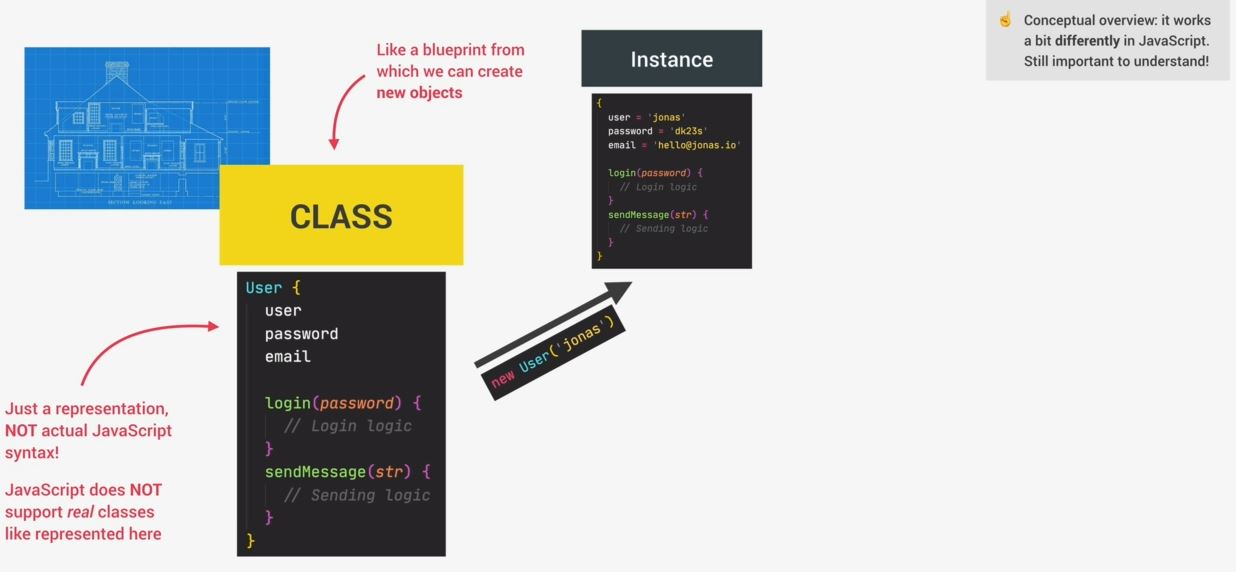 Like a blueprint from
which we can create
new objects
CLASS
SECTION LOOKING EAST
User {
user
password
email
login(password) {
// Login logic
}
sendMessage(str) {
// Sending logic
}
}
Just a representation,
NOT actual JavaScript
syntax!
JavaScript does NOT
support real classes
like represented here
new User('jonas')
Instance
{
user = 'jonas'
password = 'dk23s'
email = 'hello@jonas.io'
login(password) {
// Login logic
}
sendMessage(str) {
// Sending logic
}
}
☝ Conceptual overview: it works
a bit differently in JavaScript.
Still important to understand!